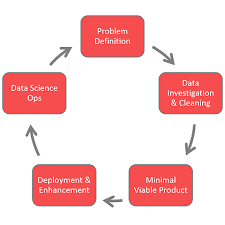 Problem
Definition
Data
Investigation
& Cleaning
Minimal
Viable Product
Deployment &
Enhancement
Data Science
Ops